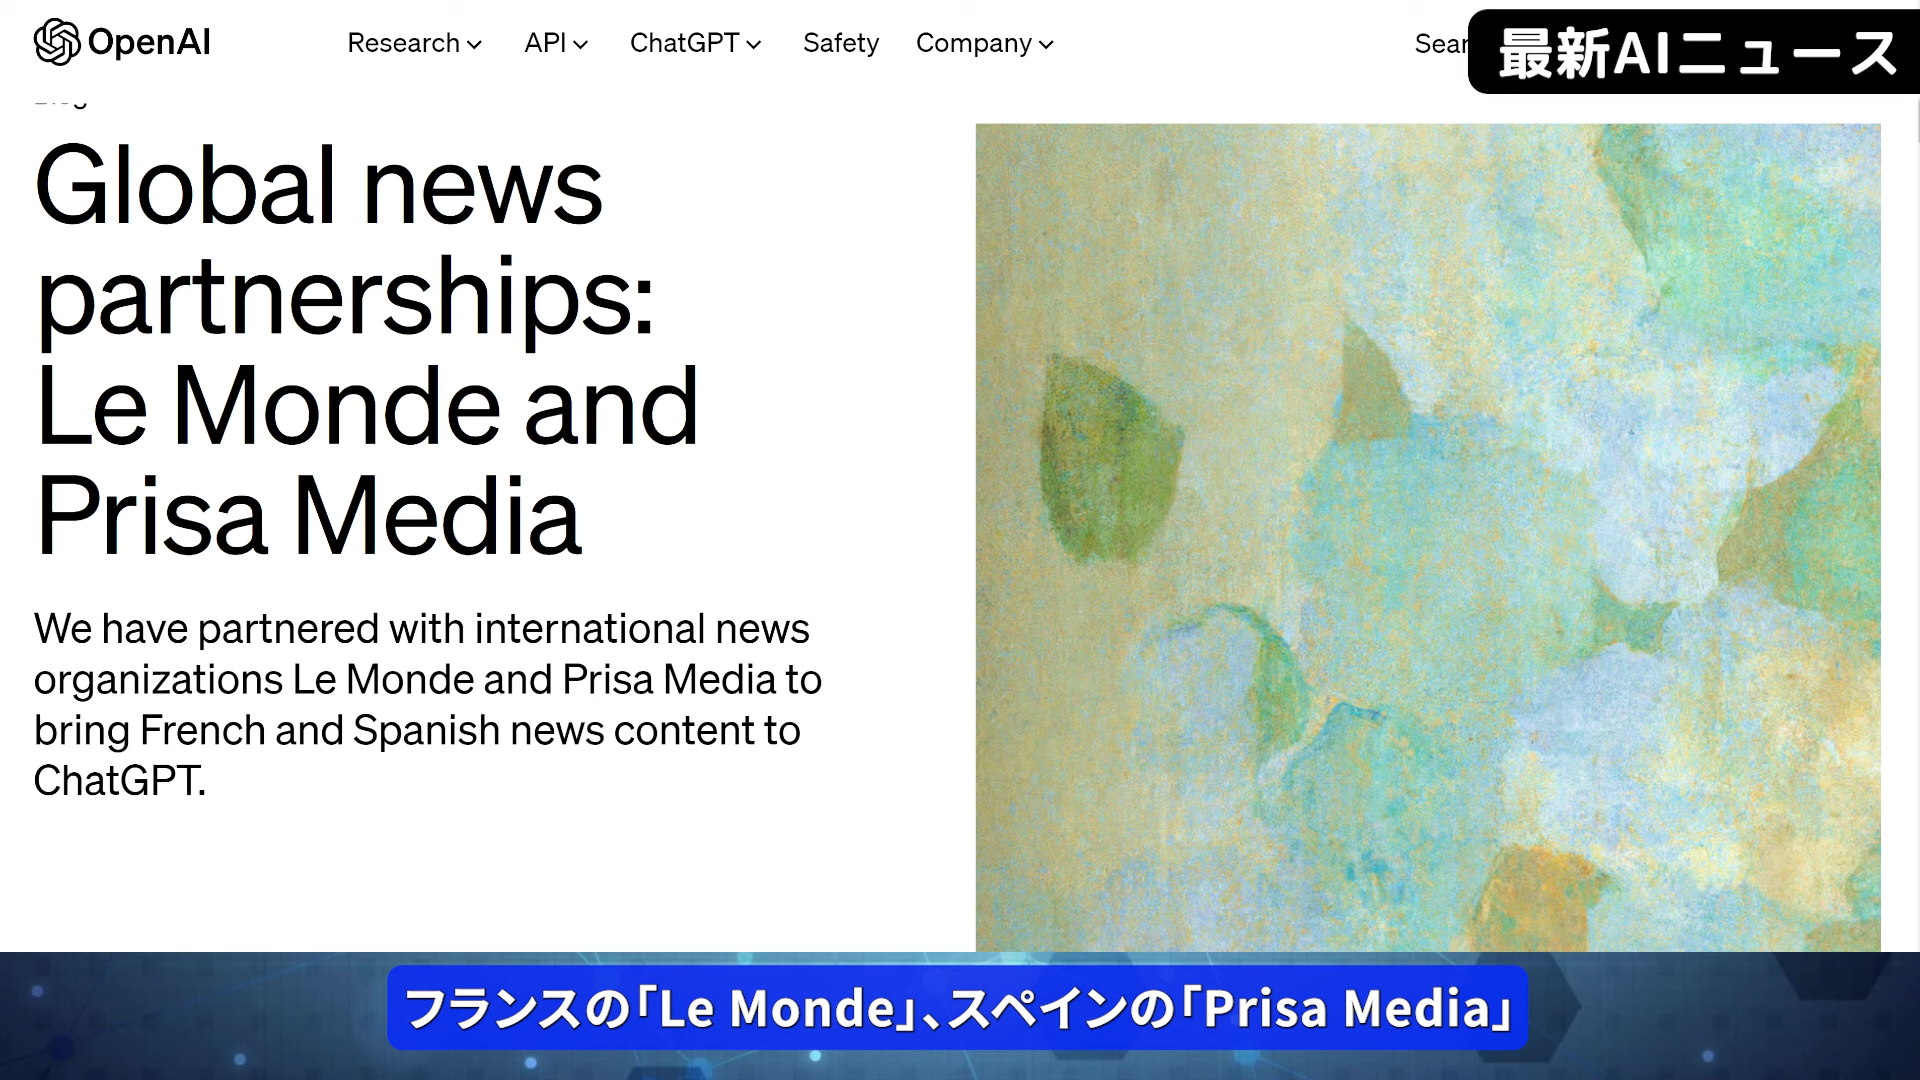 OpenAI
Research
API
ChatGPT
Safety
Company
最新AIニュース
Global news
partnerships:
Le Monde and
Prisa Media
We have partnered with international news
organizations Le Monde and Prisa Media to
bring French and Spanish news content to
ChatGPT.
フランスの「Le Monde」、スペインの「Prisa Media」